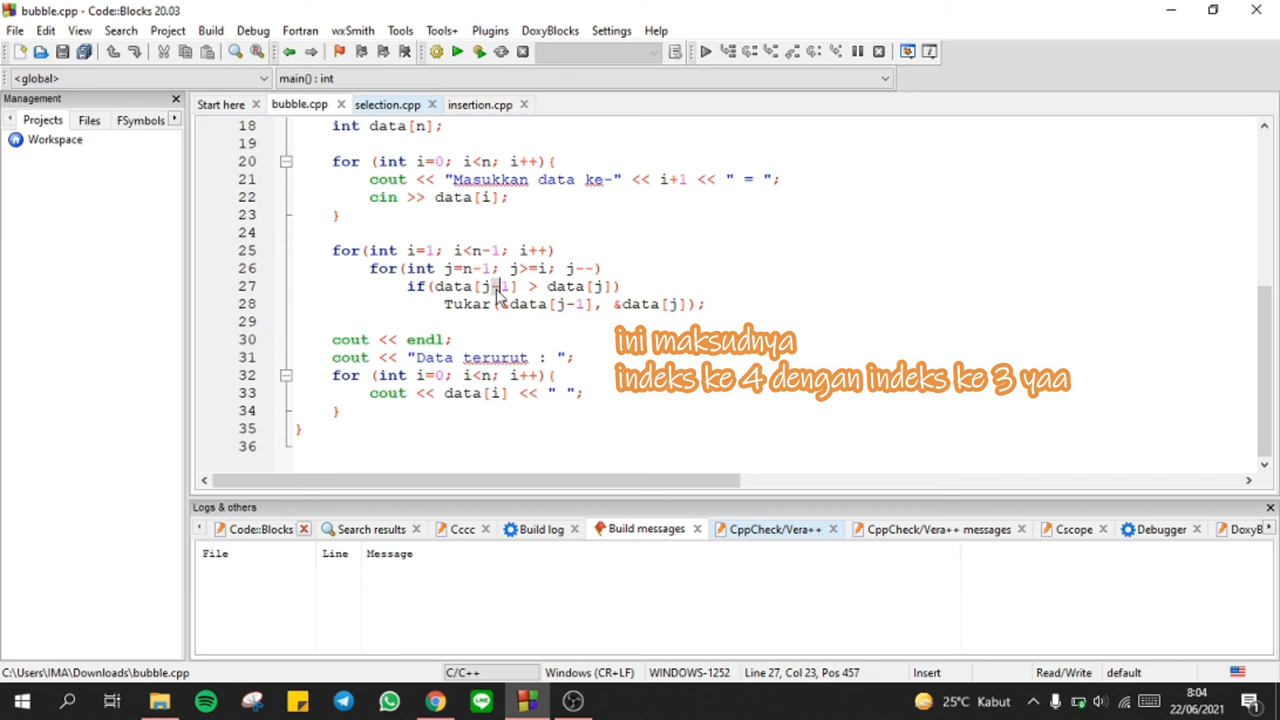 bubble.cpp - Code::Blocks 20.03
File Edit View Search Project Build Debug Fortran wxSmith Tools Tools+ Plugins DoxyBlocks Settings Help
<global>
main() : int
Management
Projects Files FSymbols
Workspace
Start here bubble.cpp selection.cpp insertion.cpp
18 int data[n];
19
20 for (int i=0; i<n; i++){
21 cout << "Masukkan data ke-" << i+1 << " = ";
22 cin >> data[i];
23 }
24
25 for(int i=1; i<n-1; i++)
26 for(int j=n-1; j>=i; j--)
27 if(data[j-1] > data[j])
28 Tukar(&data[j-1], &data[j]);
29
30 cout << endl;
31 cout << "Data terurut : ";
32 for (int i=0; i<n; i++){
33 cout << data[i] << " ";
34 }
35 }
36
ini maksudnya
indeks ke 4 dengan indeks ke 3 yaa
Logs & others
Code::Blocks Search results Cccc Build log Build messages CppCheck/Vera++ CppCheck/Vera++ messages Cscope Debugger DoxyB
File Line Message
C:\Users\IMA\Downloads\bubble.cpp C/C++ Windows (CR+LF) WINDOWS-1252 Line 27, Col 23, Pos 457 Insert Read/Write default
25°C Kabut
8:04
22/06/2021